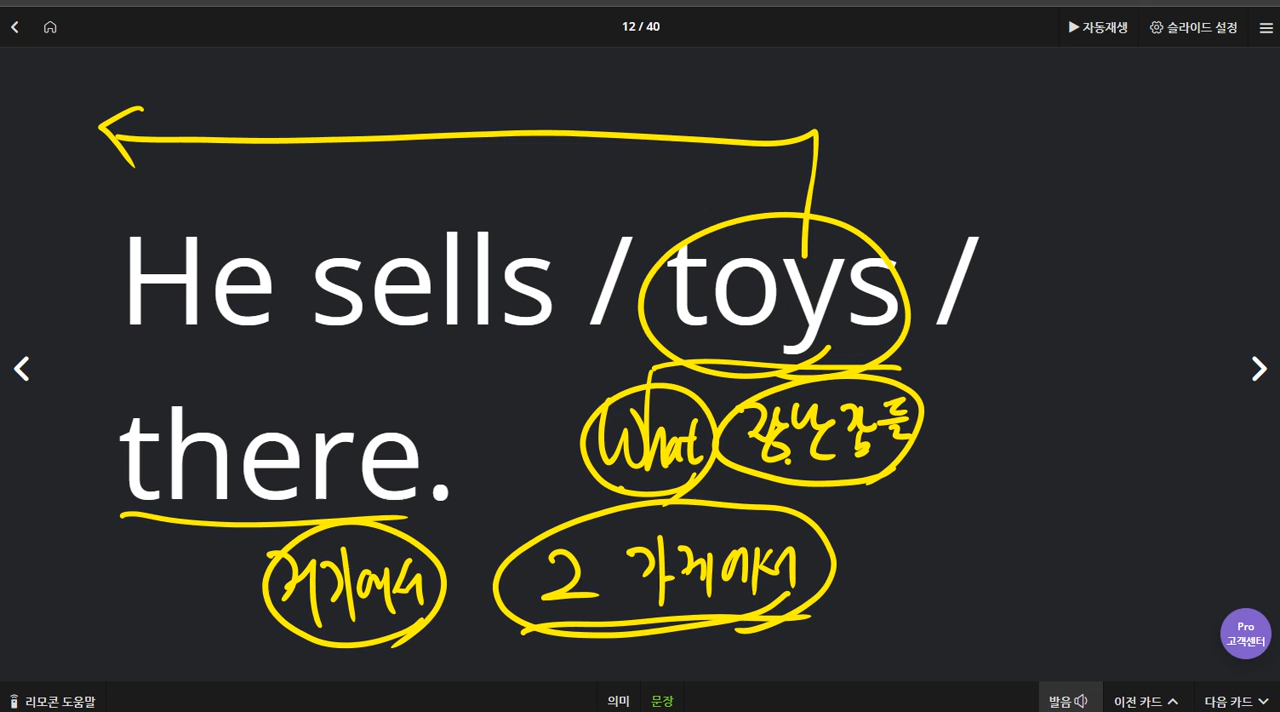 12 / 40
▶ 자동재생
슬라이드 설정
He sells / toys /
there.
What 장난감들
거기에서
그 가게에서
Pro
고객센터
리모콘 도움말
의미
문장
발음
이전 카드
다음 카드